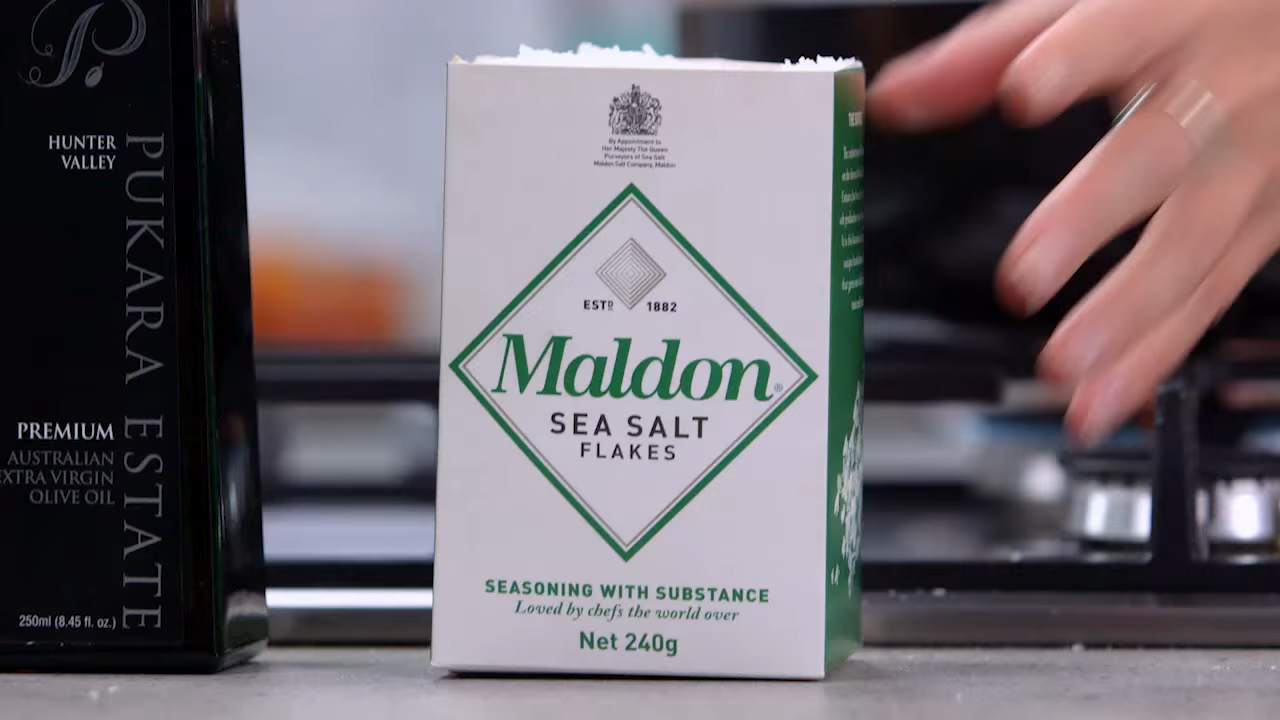 HUNTER
VALLEY
PUKARA ESTATE
PREMIUM
AUSTRALIAN
EXTRA VIRGIN
OLIVE OIL
250ml (8.45 fl. oz.)
By Appointment to
Her Majesty The Queen
Purveyors of Sea Salt
Maldon Salt Company, Maldon
ESTD 1882
Maldon®
SEA SALT
FLAKES
SEASONING WITH SUBSTANCE
Loved by chefs the world over
Net 240g